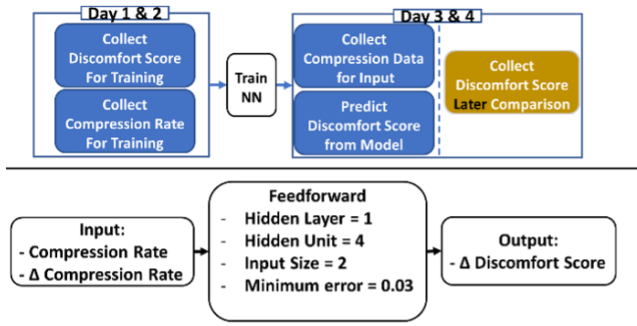 Day 1 & 2
Collect
Discomfort Score
For Training
Collect
Compression Rate
For Training
Train
NN
Day 3 & 4
Collect
Compression Data
for Input
Predict
Discomfort Score
from Model
Collect
Discomfort Score
Later Comparison
Input:
- Compression Rate
- Δ Compression Rate
Feedforward
- Hidden Layer = 1
- Hidden Unit = 4
- Input Size = 2
- Minimum error = 0.03
Output:
- Δ Discomfort Score